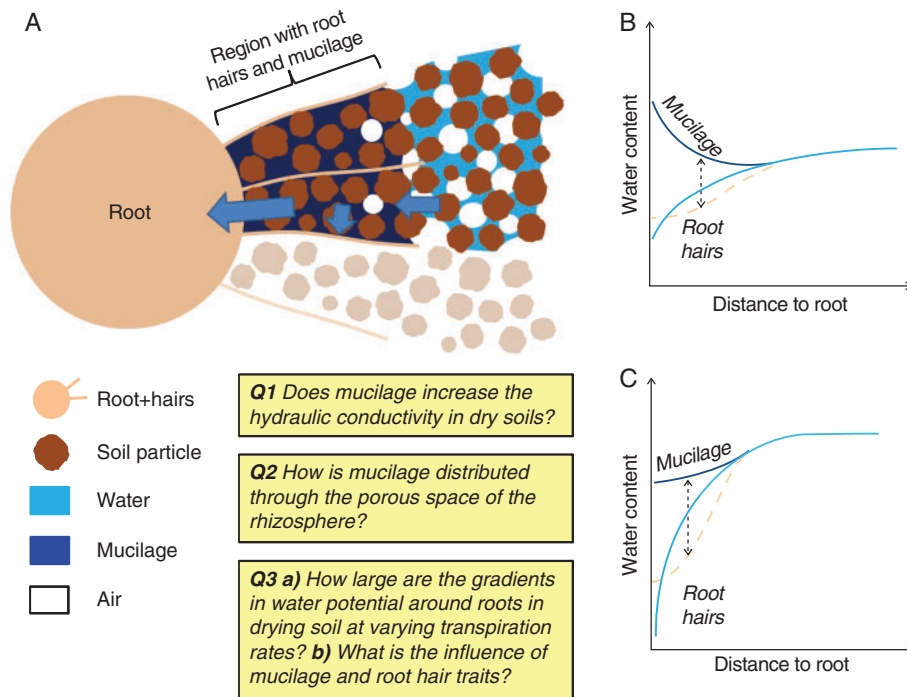 A
Region with root
hairs and mucilage
Root
Root+hairs
Soil particle
Water
Mucilage
Air
Q1 Does mucilage increase the
hydraulic conductivity in dry soils?
Q2 How is mucilage distributed
through the porous space of the
rhizosphere?
Q3 a) How large are the gradients
in water potential around roots in
drying soil at varying transpiration
rates? b) What is the influence of
mucilage and root hair traits?
B
Water content
Mucilage
Root
hairs
Distance to root
C
Water content
Mucilage
Root
hairs
Distance to root